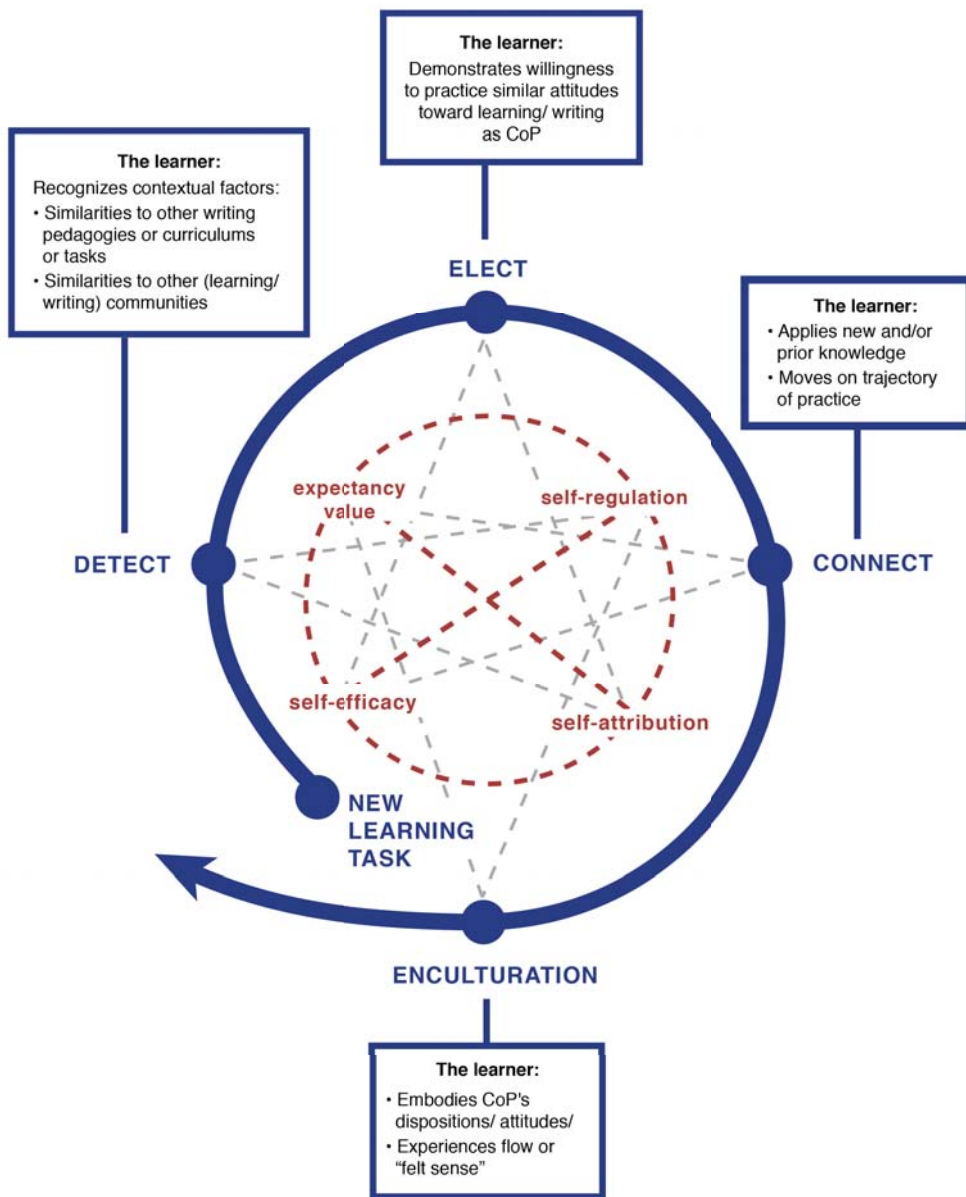 The learner:
Demonstrates willingness
to practice similar attitudes
toward learning/ writing
as CoP
The learner:
Recognizes contextual factors:
• Similarities to other writing
pedagogies or curriculums
or tasks
• Similarities to other (learning/
writing) communities)
ELECT
The learner:
• Applies new and/or
prior knowledge
• Moves on trajectory
of practice
expectancy
value
self-regulation
DETECT
CONNECT
self-efficacy
self-attribution
NEW
LEARNING
TASK
ENCULTURATION
The learner:
• Embodies CoP's
dispositions/ attitudes/
• Experiences flow or
“felt sense”